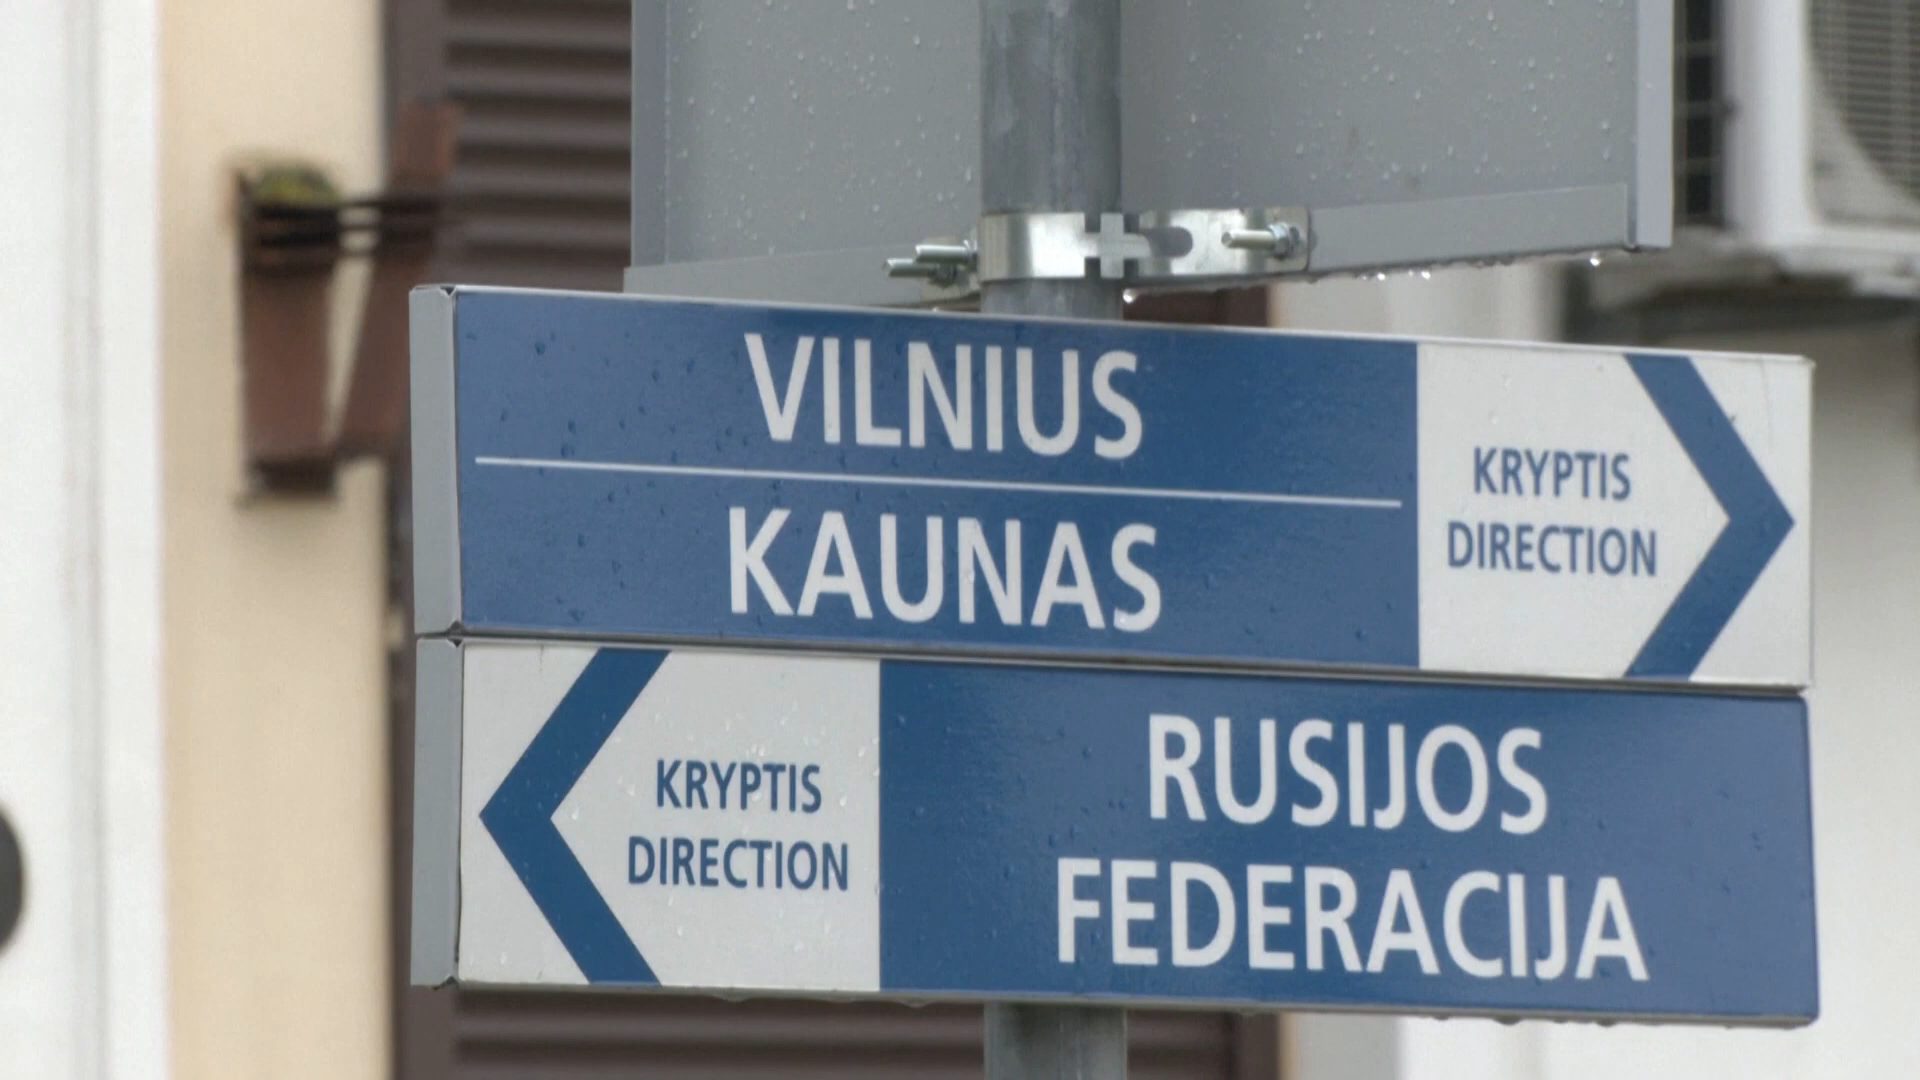 VILNIUS
KAUNAS
KRYPTIS
DIRECTION
KRYPTIS
DIRECTION
RUSIJOS
FEDERACIJA